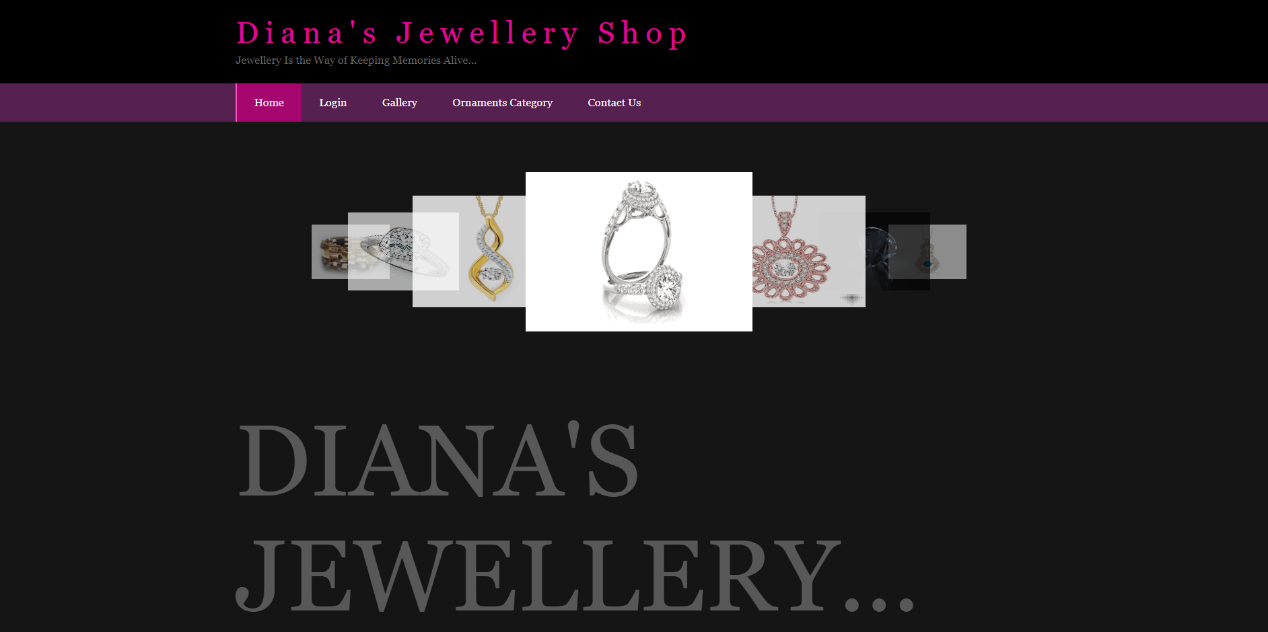 Diana's Jewellery Shop
Jewellery Is the Way of Keeping Memories Alive...
Home Login Gallery Ornaments Category Contact Us
DIANA'S
JEWELLERY...